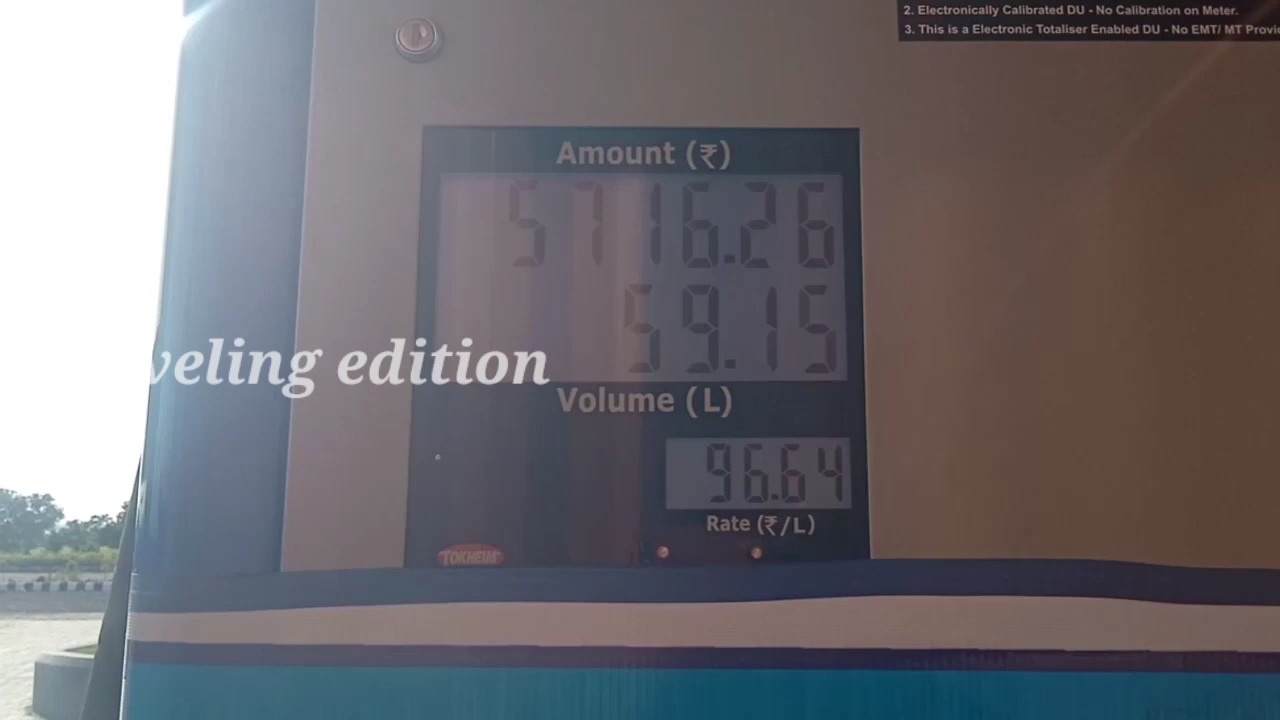 2. Electronically Calibrated DU - No Calibration on Meter.
3. This is a Electronic Totaliser Enabled DU - No EMT/ MT
Amount (₹)
5716.26
59.15
veling edition
Volume (L)
96.64
Rate (₹/L)
TOKHEIM